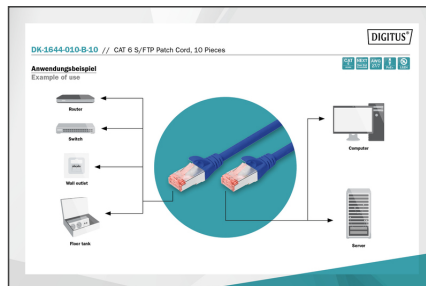 DIGITUS®
DK-1644-010-B-10 // CAT 6 S/FTP Patch Cord, 10 Pieces
Anwendungsbeispiel
Example of use
Router
Switch
Wall outlet
Floor tank
Computer
Server